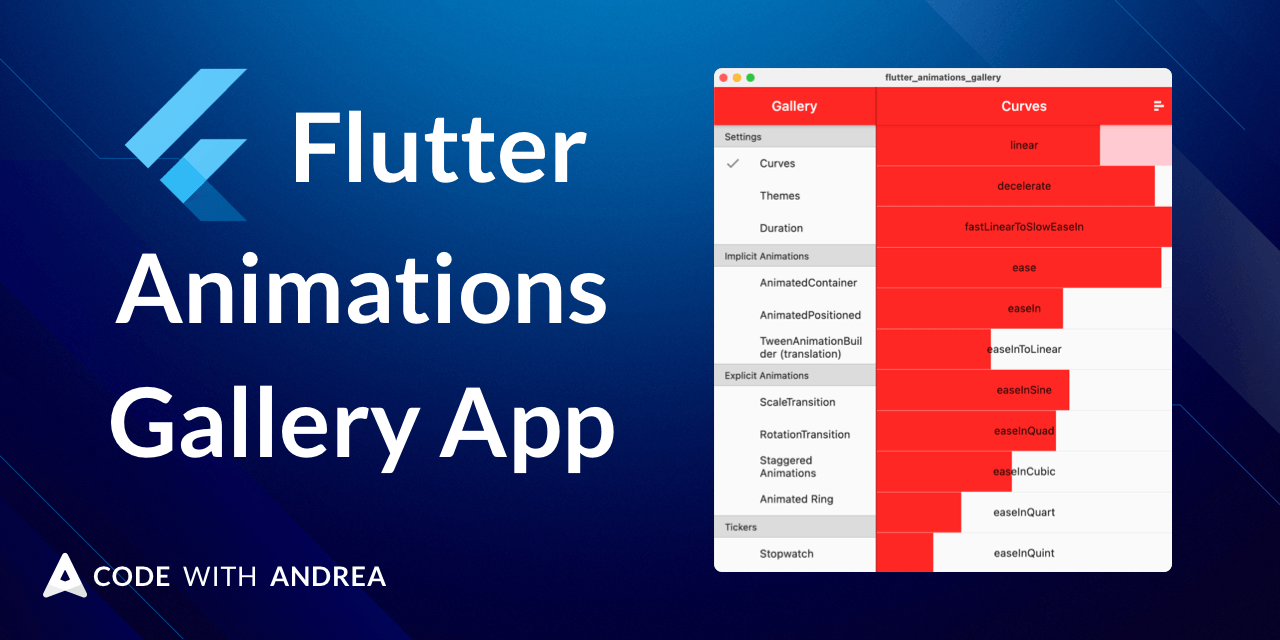 Flutter
Animations
Gallery App
CODE WITH ANDREA
flutter_animations_gallery
Gallery
Settings
Curves
Themes
Duration
Implicit Animations
AnimatedContainer
AnimatedPositioned
TweenAnimationBuil
der (translation)
Explicit Animations
ScaleTransition
RotationTransition
Staggered
Animations
Animated Ring
Tickers
Stopwatch
Curves
linear
decelerate
fastLinearToSlowEaseIn
ease
easeIn
easeInToLinear
easeInSine
easeInQuad
easeInCubic
easeInQuart
easeInQuint